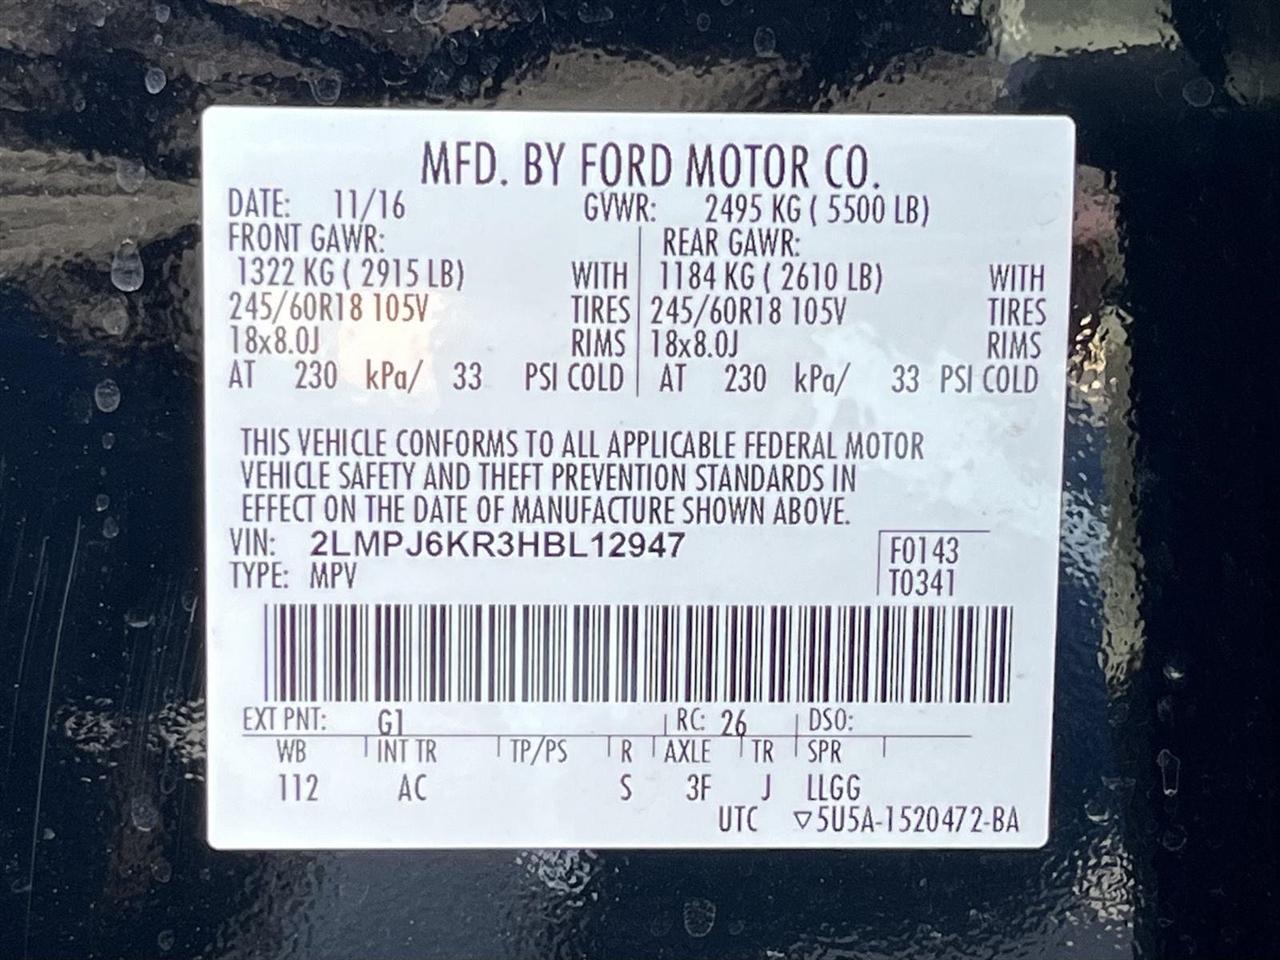 MFD. BY FORD MOTOR CO.
DATE: 11/16 GVWR: 2495 KG ( 5500 LB)
FRONT GAWR: REAR GAWR:
1322 KG ( 2915 LB) WITH 1184 KG ( 2610 LB) WITH
245/60R18 105V TIRES 245/60R18 105V TIRES
18x8.0J RIMS 18x8.0J RIMS
AT 230 kPa/ 33 PSI COLD AT 230 kPa/ 33 PSI COLD
THIS VEHICLE CONFORMS TO ALL APPLICABLE FEDERAL MOTOR
VEHICLE SAFETY AND THEFT PREVENTION STANDARDS IN
EFFECT ON THE DATE OF MANUFACTURE SHOWN ABOVE.
VIN: 2LMPJ6KR3HBL12947 F0143
TYPE: MPV T0341
EXT PNT: G1 RC: 26 DSO:
WB INT TR TP/PS R AXLE TR SPR
112 AC S 3F J LLGG
UTC ▽5U5A-1520472-BA